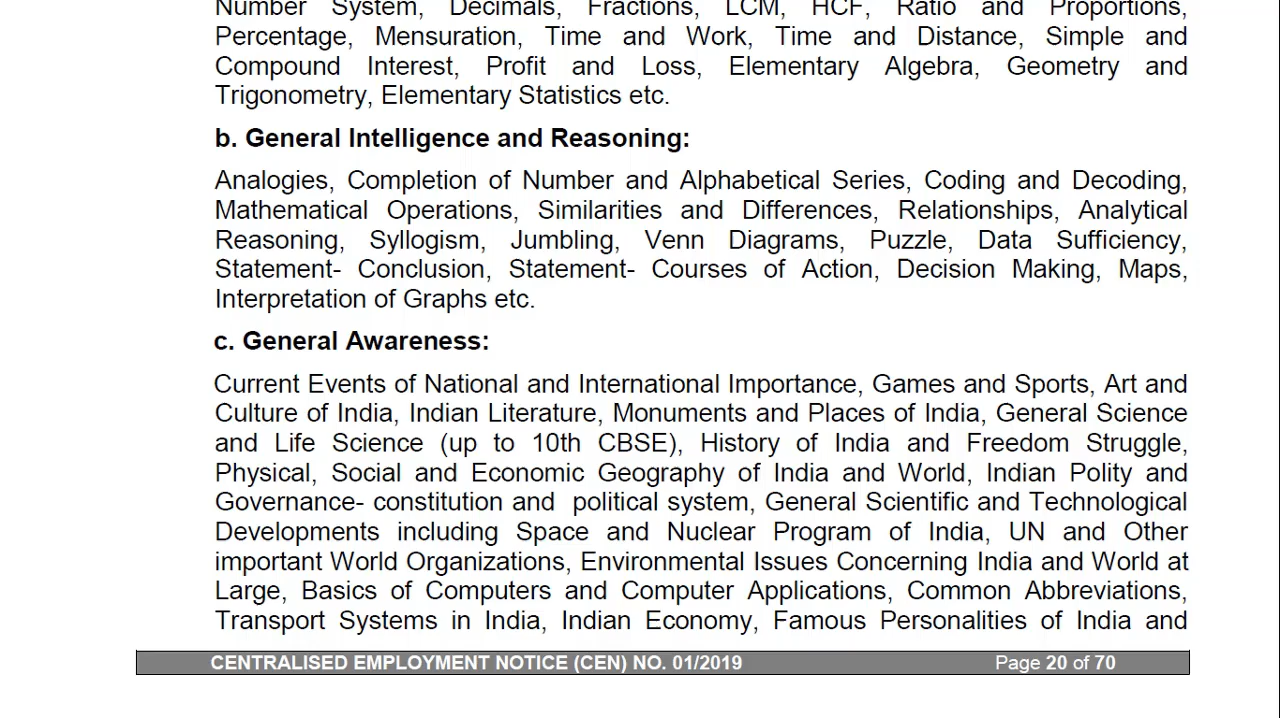 Number System, Decimals, Fractions, LCM, HCF, Ratio and Proportions,
Percentage, Mensuration, Time and Work, Time and Distance, Simple and
Compound Interest, Profit and Loss, Elementary Algebra, Geometry and
Trigonometry, Elementary Statistics etc.
b. General Intelligence and Reasoning:
Analogies, Completion of Number and Alphabetical Series, Coding and Decoding,
Mathematical Operations, Similarities and Differences, Relationships, Analytical
Reasoning, Syllogism, Jumbling, Venn Diagrams, Puzzle, Data Sufficiency,
Statement- Conclusion, Statement- Courses of Action, Decision Making, Maps,
Interpretation of Graphs etc.
c. General Awareness:
Current Events of National and International Importance, Games and Sports, Art and
Culture of India, Indian Literature, Monuments and Places of India, General Science
and Life Science (up to 10th CBSE), History of India and Freedom Struggle,
Physical, Social and Economic Geography of India and World, Indian Polity and
Governance- constitution and political system, General Scientific and Technological
Developments including Space and Nuclear Program of India, UN and Other
important World Organizations, Environmental Issues Concerning India and World at
Large, Basics of Computers and Computer Applications, Common Abbreviations,
Transport Systems in India, Indian Economy, Famous Personalities of India and
CENTRALISED EMPLOYMENT NOTICE (CEN) NO. 01/2019 Page 20 of 70